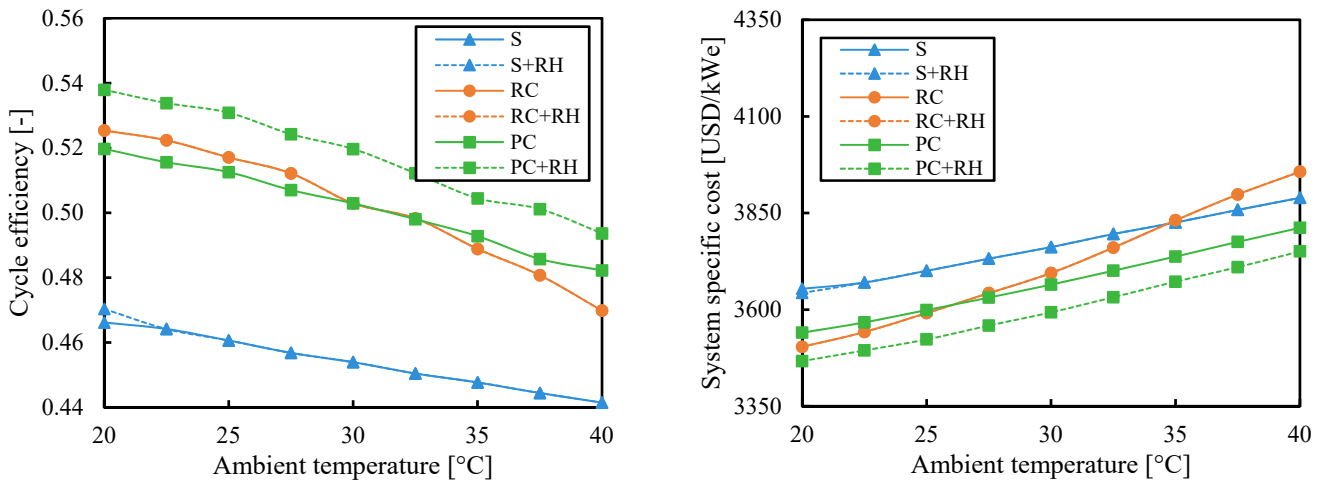 0.56
0.54
0.52
0.50
0.48
0.46
0.44
Cycle efficiency [-]
S
S+RH
RC
RC+RH
PC
PC+RH
20
25
30
35
40
Ambient temperature [°C]
4350
4100
3850
3600
3350
System specific cost [USD/kWe]
S
S+RH
RC
RC+RH
PC
PC+RH
20
25
30
35
40
Ambient temperature [°C]